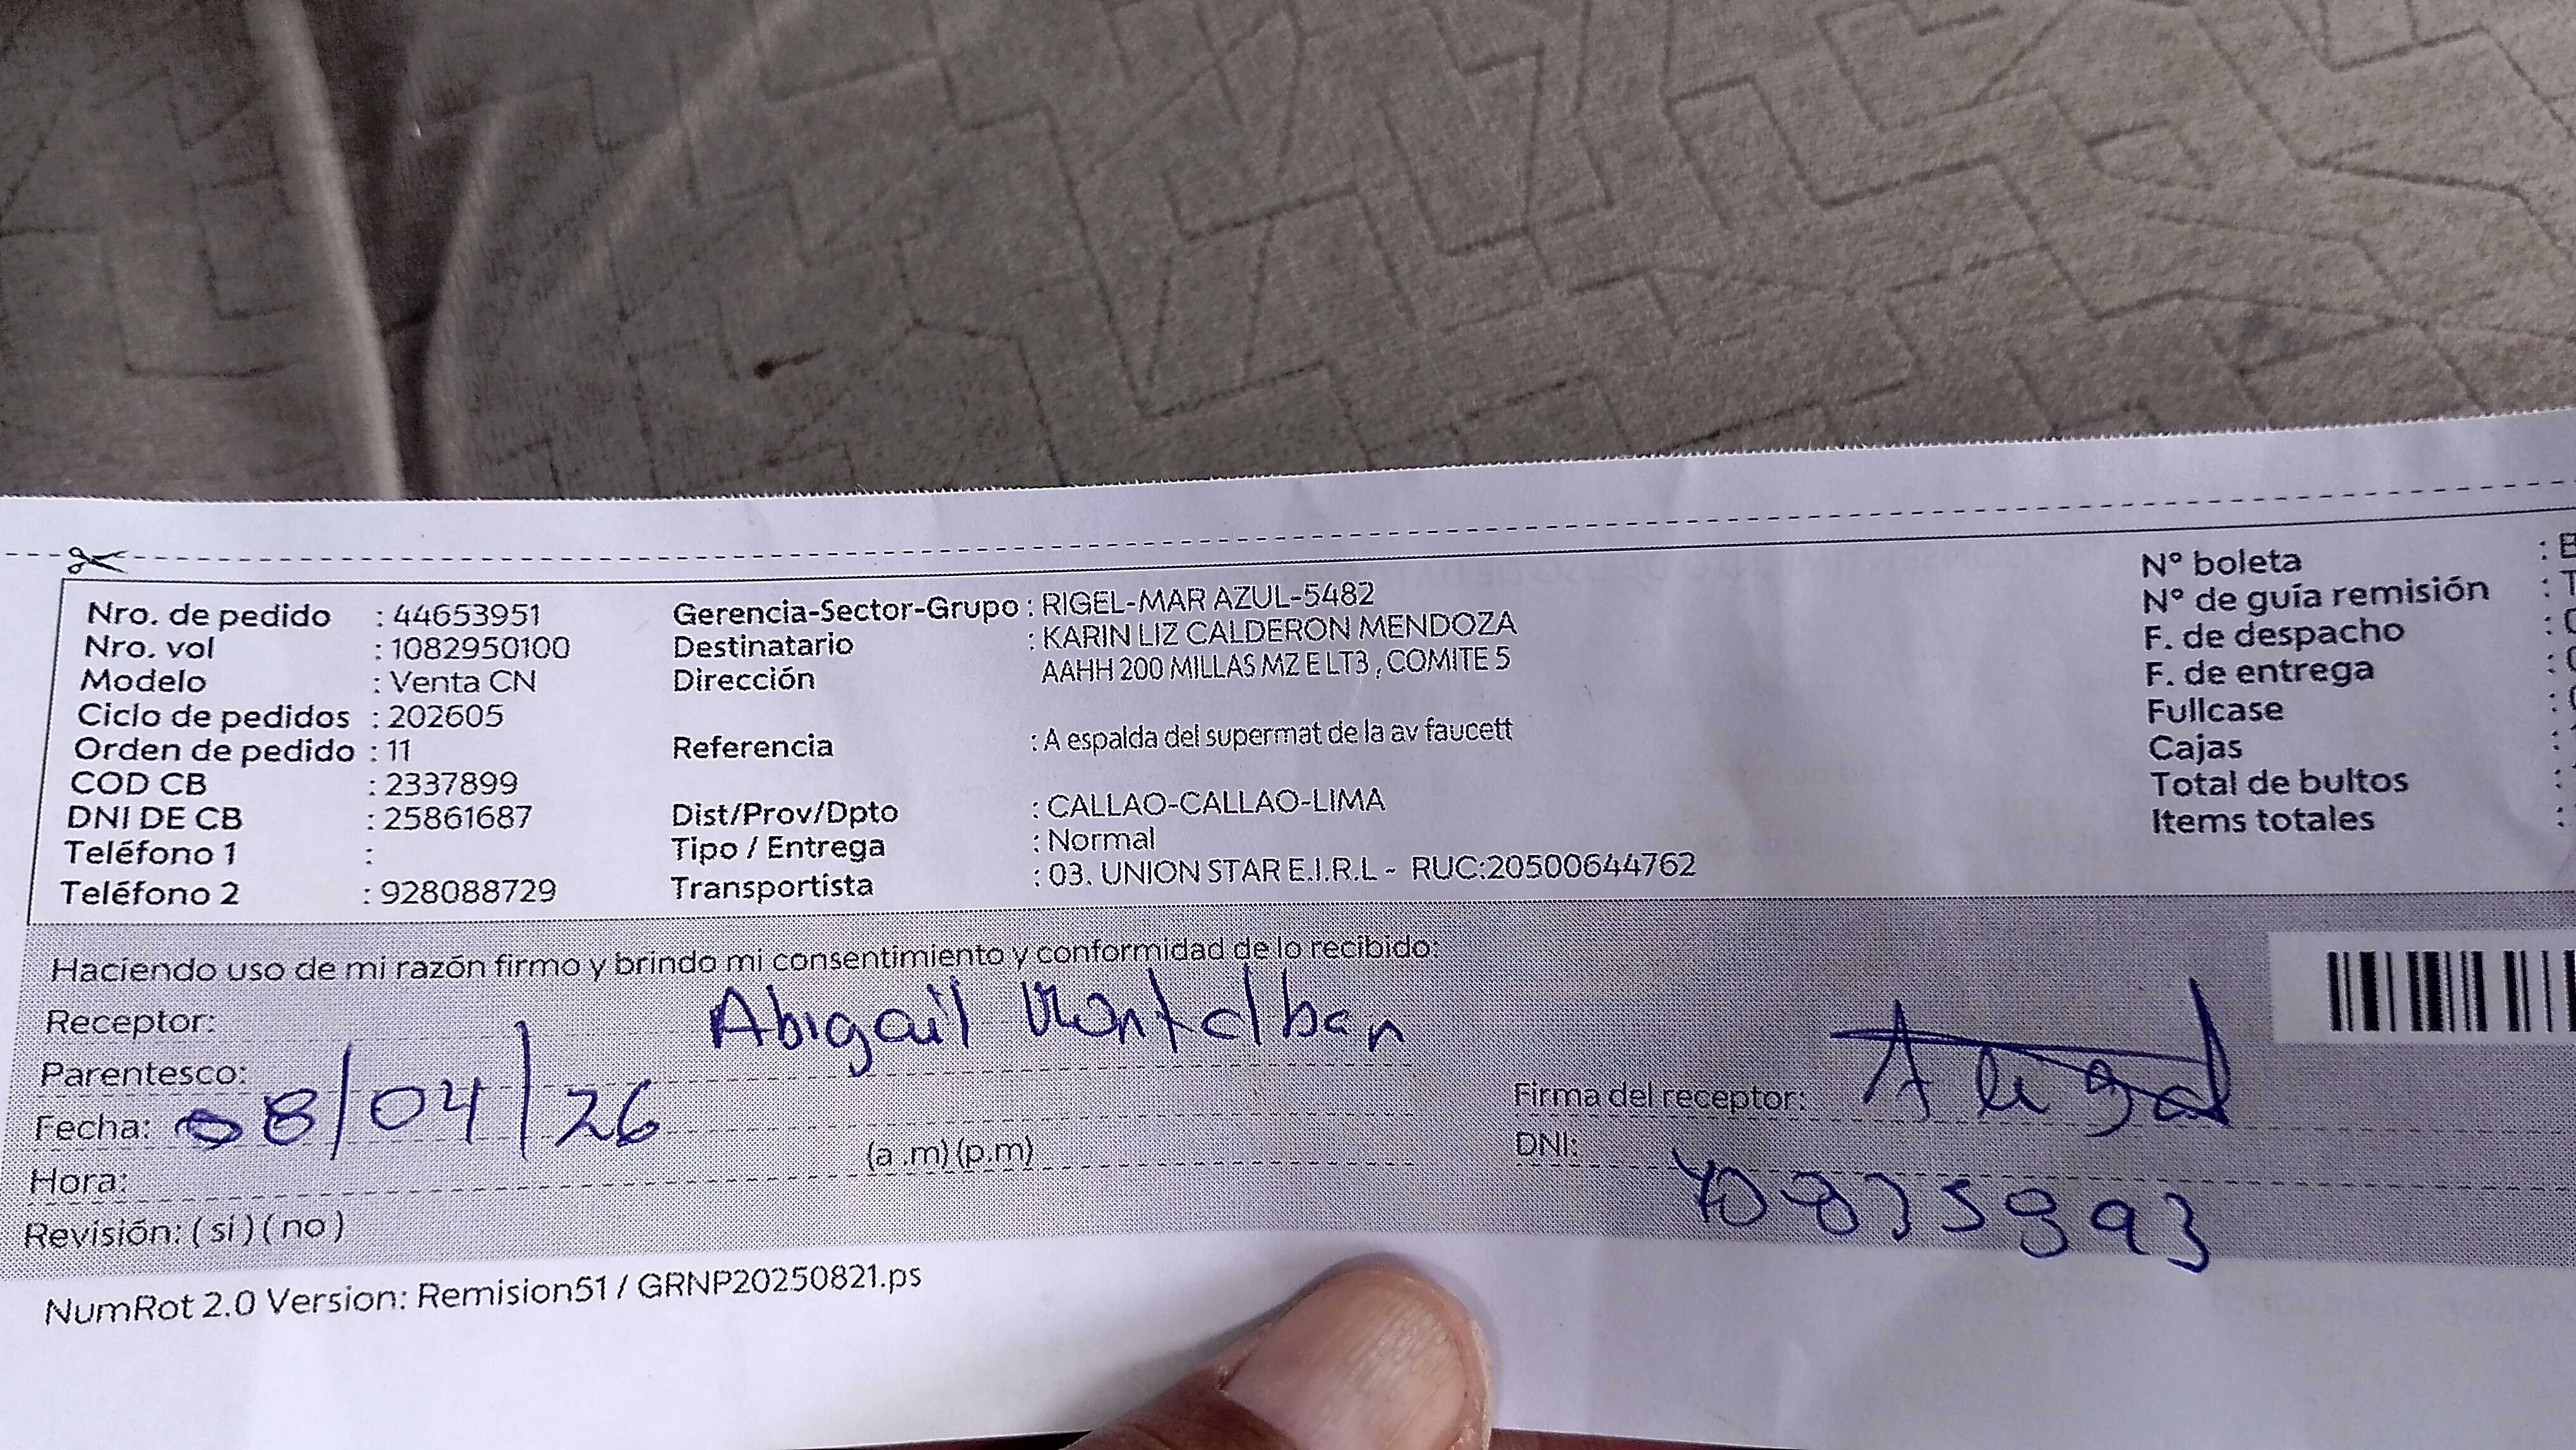 Nro. de pedido : 44653951
Nro. vol : 1082950100
Modelo : Venta CN
Ciclo de pedidos : 202605
Orden de pedido : 11
COD CB : 2337899
DNI DE CB : 25861687
Teléfono 1 :
Teléfono 2 : 928088729
Gerencia-Sector-Grupo : RIGEL-MAR AZUL-5482
Destinatario : KARIN LIZ CALDERON MENDOZA
Dirección AAHH 200 MILLAS MZ E LT3 , COMITE 5
Referencia : A espalda del supermat de la av faucett
Dist/Prov/Dpto : CALLAO-CALLAO-LIMA
Tipo / Entrega : Normal
Transportista : 03. UNION STAR E.I.R.L - RUC:20500644762
N° boleta :
N° de guía remisión :
F. de despacho :
F. de entrega :
Fullcase :
Cajas :
Total de bultos :
Items totales :
Haciendo uso de mi razón firmo y brindo mi consentimiento y conformidad de lo recibido:
Receptor: Abigail Montalban
Parentesco:
Fecha: 08/04/26
Hora: (a .m) (p.m)
Revisión: ( si ) ( no )
Firma del receptor:
DNI:
NumRot 2.0 Version: Remision51 / GRNP20250821.ps